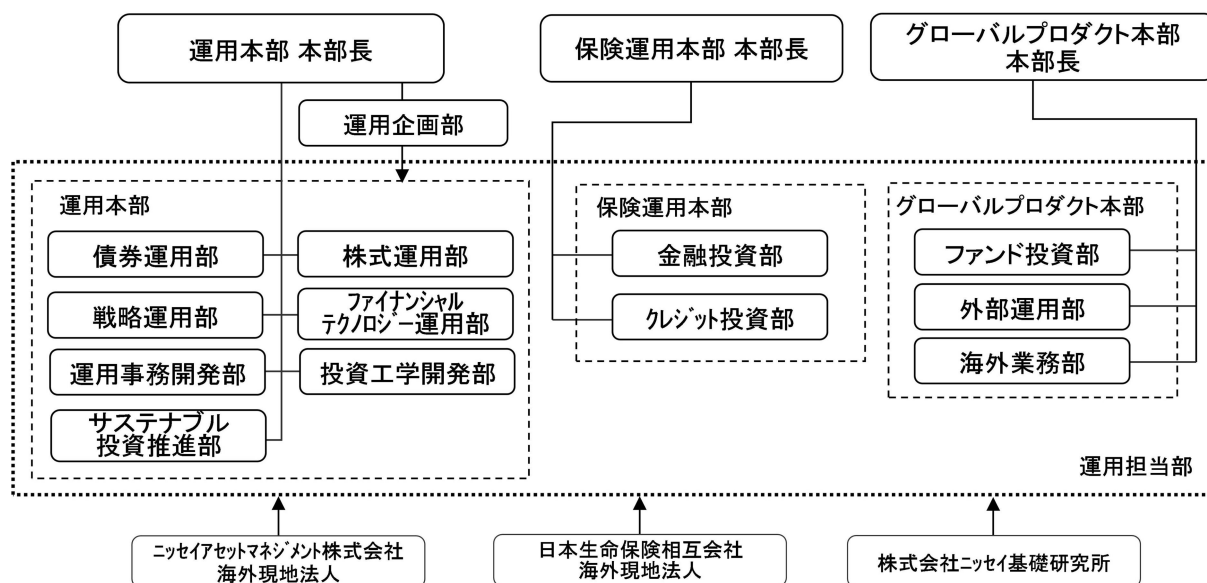 運用本部 本部長
保険運用本部 本部長
グローバルプロダクト本部
本部長
運用企画部
運用本部
債券運用部
株式運用部
戦略運用部
ファイナンシャル
テクノロジー運用部
運用事務開発部
投資工学開発部
サステナブル
投資推進部
保険運用本部
金融投資部
クレジット投資部
グローバルプロダクト本部
ファンド投資部
外部運用部
海外業務部
運用担当部
ニッセイアセットマネジメント株式会社
海外現地法人
日本生命保険相互会社
海外現地法人
株式会社ニッセイ基礎研究所